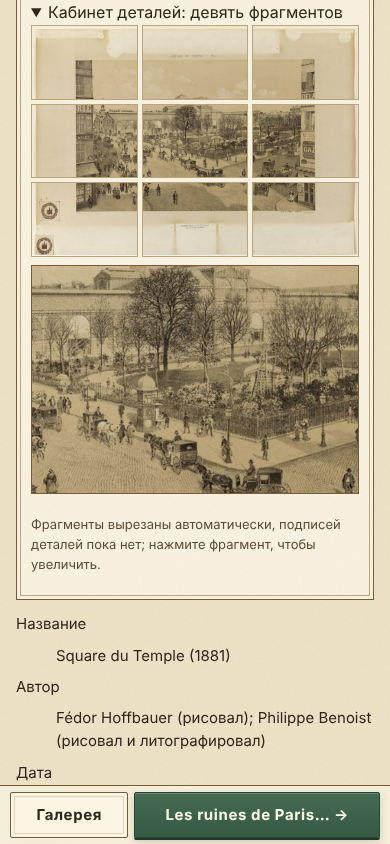 ▼ Кабинет деталей: девять фрагментов
Фрагменты вырезаны автоматически, подписей
деталей пока нет; нажмите фрагмент, чтобы
увеличить.
Название
Square du Temple (1881)
Автор
Fédor Hoffbauer (рисовал); Philippe Benoist
(рисовал и литографировал)
Дата
Галерея
Les ruines de Paris… →